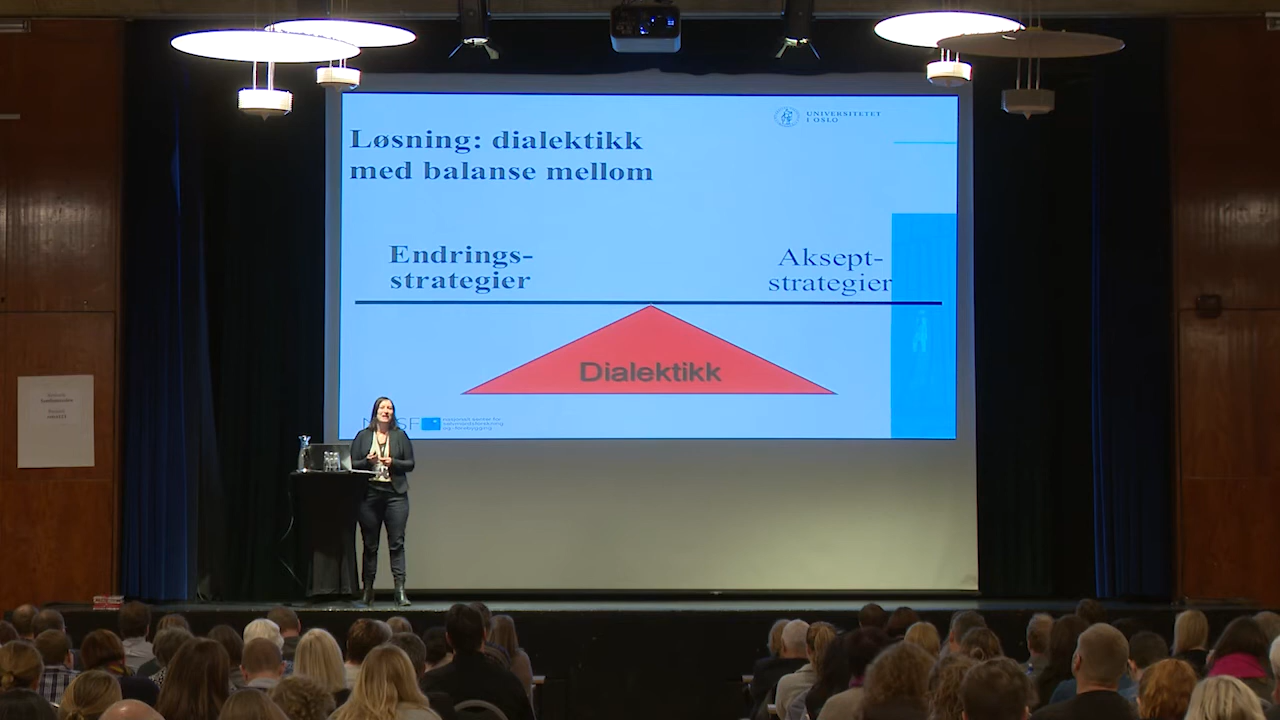 UNIVERSITETET
I OSLO
Løsning: dialektikk
med balanse mellom
Endrings-
strategier
Aksept-
strategier
Dialektikk